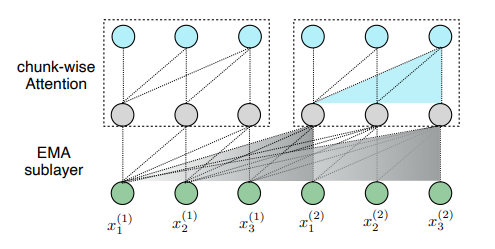 chunk-wise
Attention
EMA
sublayer
x_1^{(1)} x_2^{(1)} x_3^{(1)} x_1^{(2)} x_2^{(2)} x_3^{(2)}